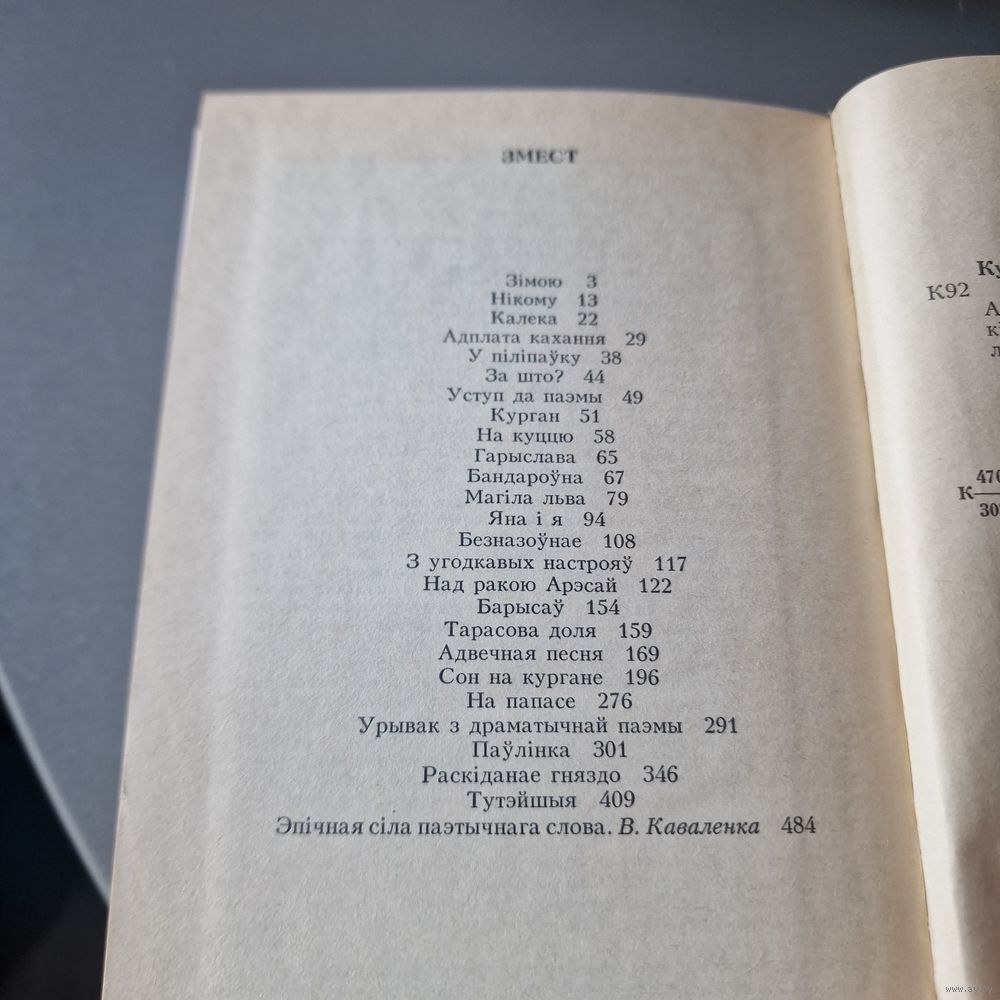 ЗМЕСТ
Зімою 3
Нікому 13
Калека 22
Адплата кахання 29
У піліпаўку 38
За што? 44
Уступ да паэмы 49
Курган 51
На куццю 58
Гарыслава 65
Бандароўна 67
Магіла льва 79
Яна і я 94
Безназоўнае 108
З угодкавых настрояў 117
Над ракою Арэсай 122
Барысаў 154
Тарасова доля 159
Адвечная песня 169
Сон на кургане 196
На папасе 276
Урывак з драматычнай паэмы 291
Паўлінка 301
Раскіданае гняздо 346
Тутэйшыя 409
Эпічная сіла паэтычнага слова. В. Каваленка 484
К92
К—